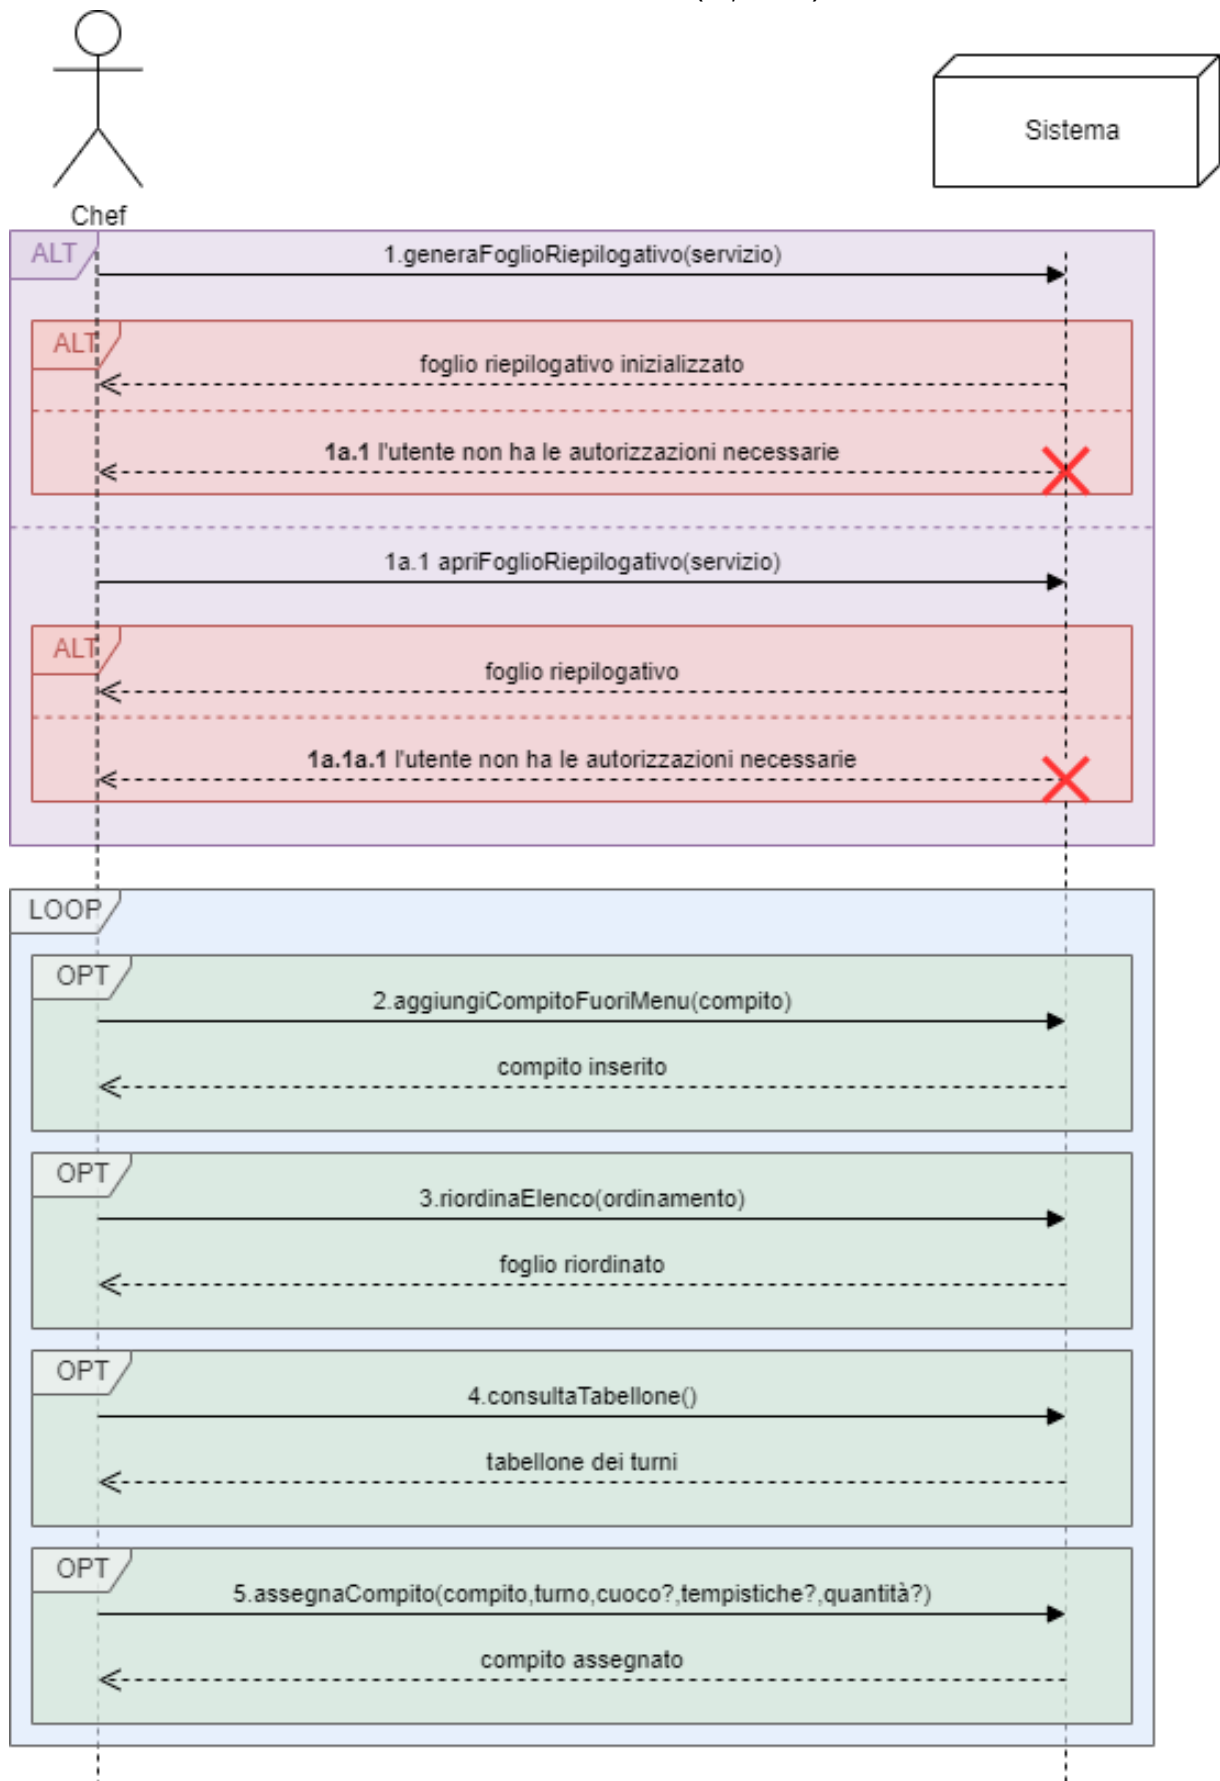 Sistema
Chef
ALT
1.generaFoglioRiepilogativo(servizio)
ALT
foglio riepilogativo inizializzato
1a.1 l'utente non ha le autorizzazioni necessarie
1a.1 apriFoglioRiepilogativo(servizio)
ALT
foglio riepilogativo
1a.1a.1 l'utente non ha le autorizzazioni necessarie
LOOP
OPT
2.aggiungiCompitoFuoriMenu(compito)
compito inserito
OPT
3.riordinaElenco(ordinamento)
foglio riordinato
OPT
4.consultaTabellone()
tabellone dei turni
OPT
5.assegnaCompito(compito,turno,cuoco?,tempistiche?,quantità?)
compito assegnato